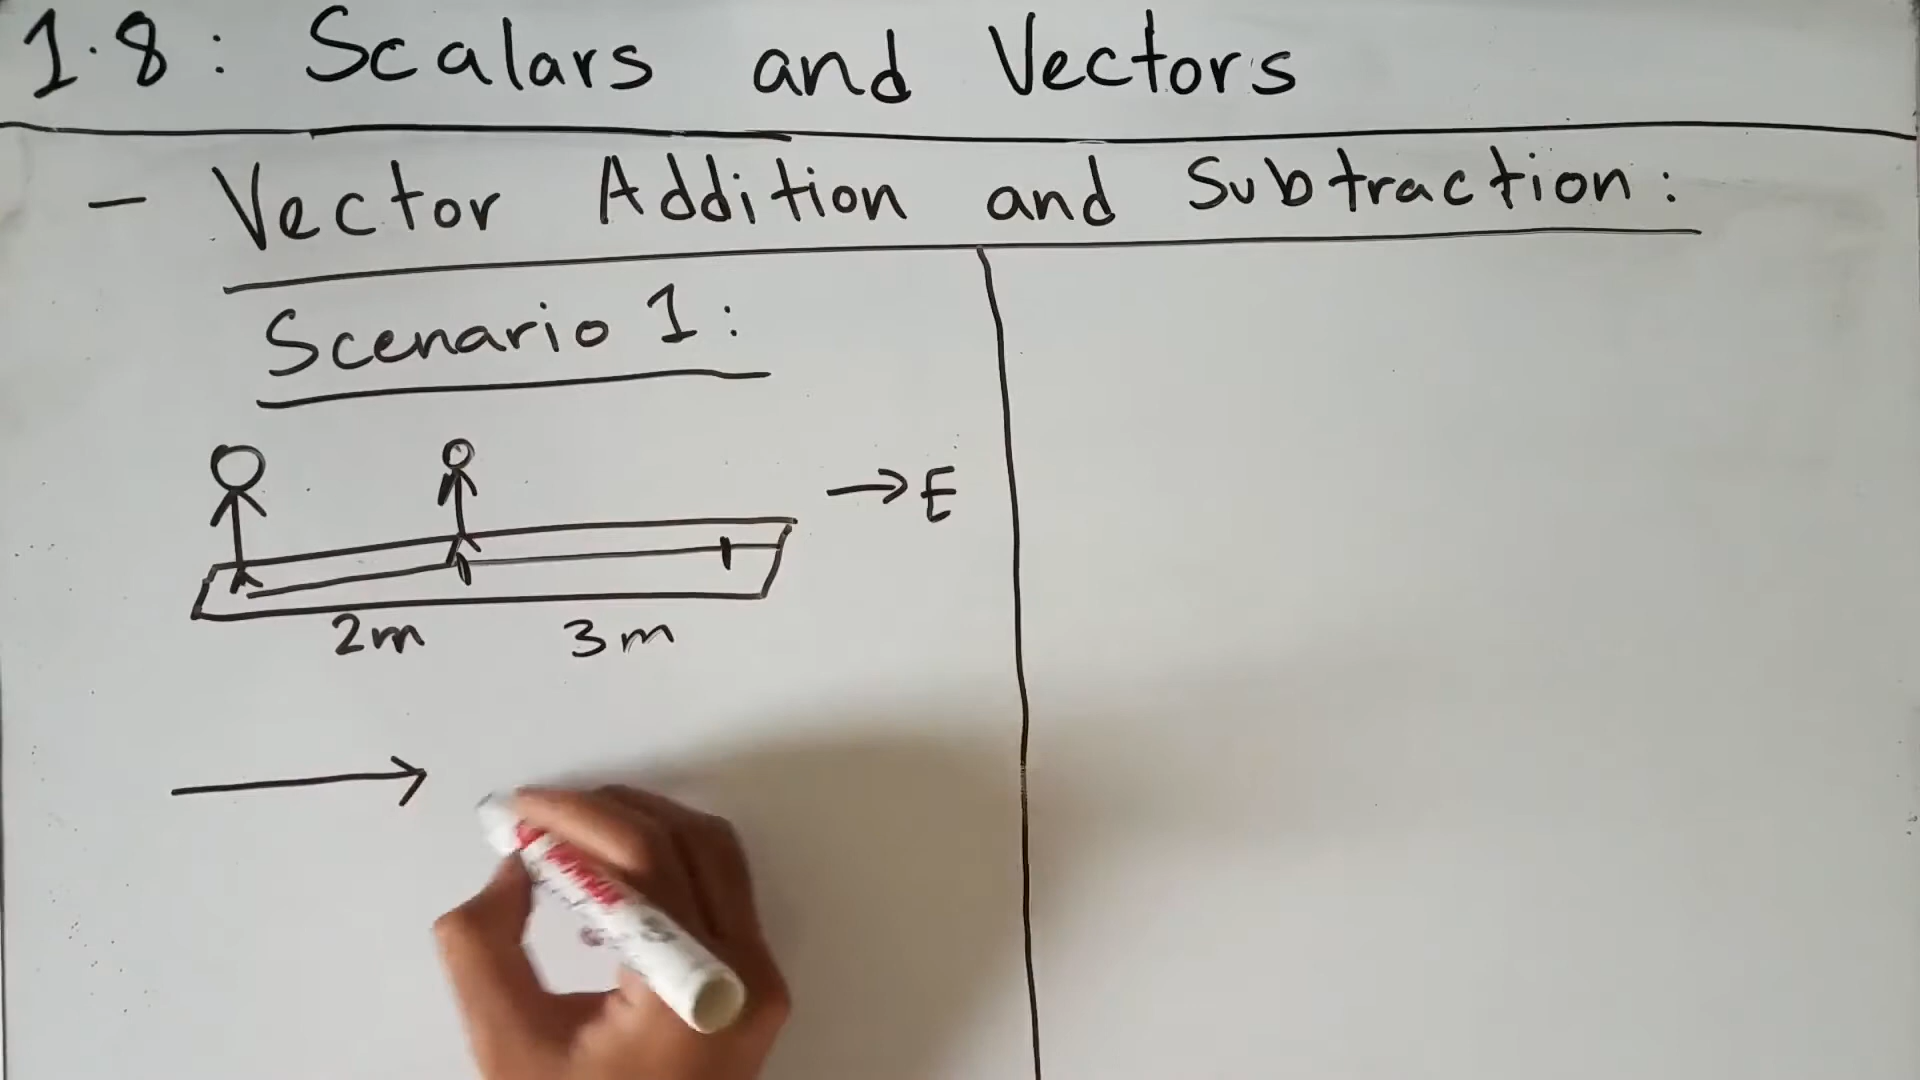 1.8: Scalars and Vectors
- Vector Addition and Subtraction:
Scenario 1:
→ E
2m 3m